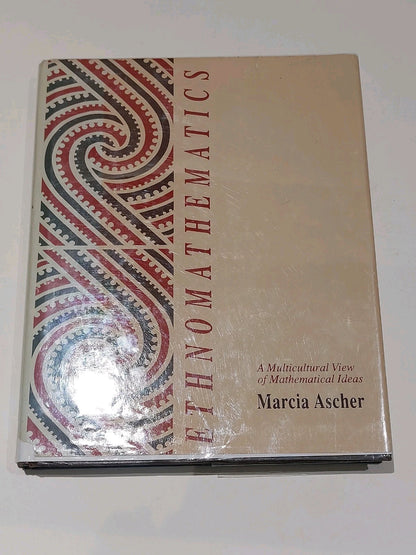 ETHNOMATHEMATICS
A Multicultural View
of Mathematical Ideas
Marcia Ascher